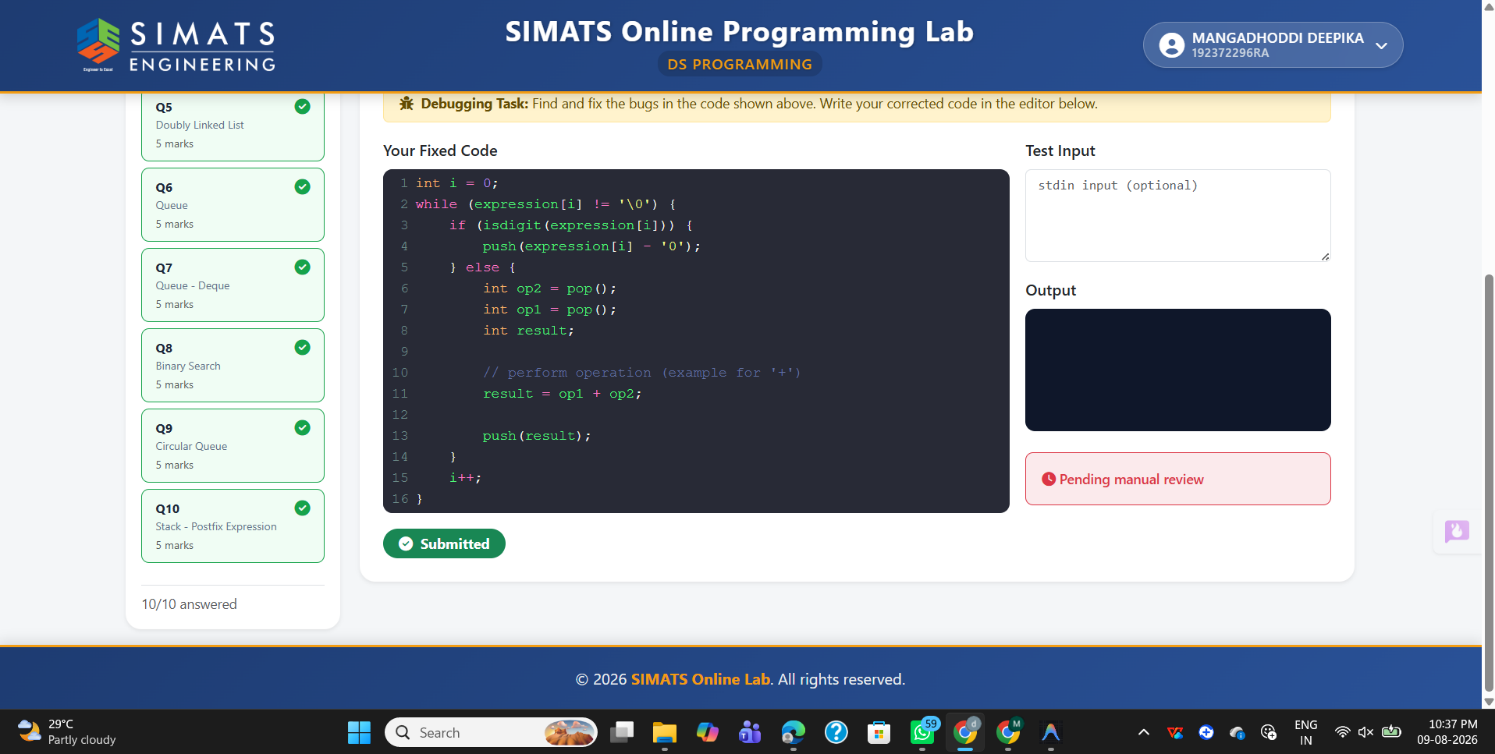 SIMATS
ENGINEERING
Engineer to Excel
SIMATS Online Programming Lab
DS PROGRAMMING
MANGADHODDI DEEPIKA
192372296RA
Q5
Doubly Linked List
5 marks
Q6
Queue
5 marks
Q7
Queue - Deque
5 marks
Q8
Binary Search
5 marks
Q9
Circular Queue
5 marks
Q10
Stack - Postfix Expression
5 marks
10/10 answered
Debugging Task: Find and fix the bugs in the code shown above. Write your corrected code in the editor below.
Your Fixed Code
1 int i = 0;
2 while (expression[i] != '\0') {
3     if (isdigit(expression[i])) {
4         push(expression[i] - '0');
5     } else {
6         int op2 = pop();
7         int op1 = pop();
8         int result;
9
10         // perform operation (example for '+')
11         result = op1 + op2;
12
13         push(result);
14     }
15     i++;
16 }
Submitted
Test Input
stdin input (optional)
Output
Pending manual review
© 2026 SIMATS Online Lab. All rights reserved.
29°C
Partly cloudy
Search
59
d
M
ENG
IN
10:37 PM
09-08-2026